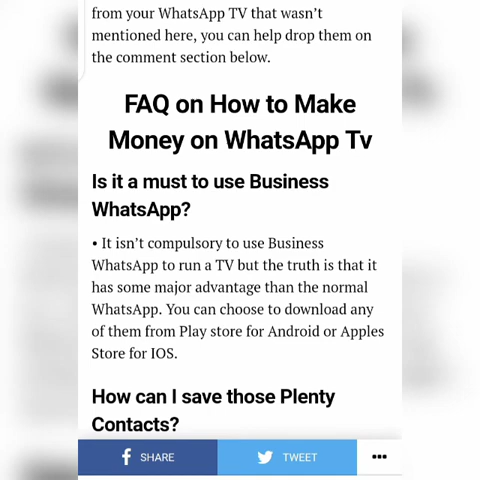 from your WhatsApp TV that wasn’t
mentioned here, you can help drop them on
the comment section below.
FAQ on How to Make
Money on WhatsApp Tv
Is it a must to use Business
WhatsApp?
• It isn’t compulsory to use Business
WhatsApp to run a TV but the truth is that it
has some major advantage than the normal
WhatsApp. You can choose to download any
of them from Play store for Android or Apples
Store for IOS.
How can I save those Plenty
Contacts?
SHARE
TWEET